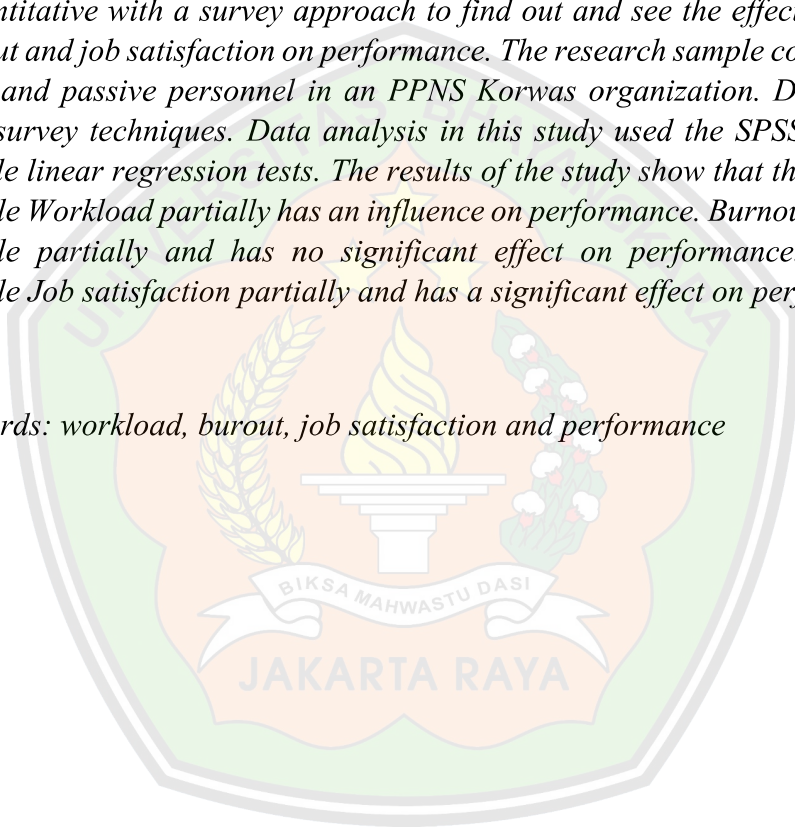 ntitative with a survey approach to find out and see the effect
ut and job satisfaction on performance. The research sample co
and passive personnel in an PPNS Korwas organization. D
survey techniques. Data analysis in this study used the SPSS
le linear regression tests. The results of the study show that th
le Workload partially has an influence on performance. Burnou
le partially and has no significant effect on performance.
le Job satisfaction partially and has a significant effect on per
rds: workload, burout, job satisfaction and performance
UNIVERSITAS BHAYANGKARA
BIKSA MAHWASTU DASI
JAKARTA RAYA